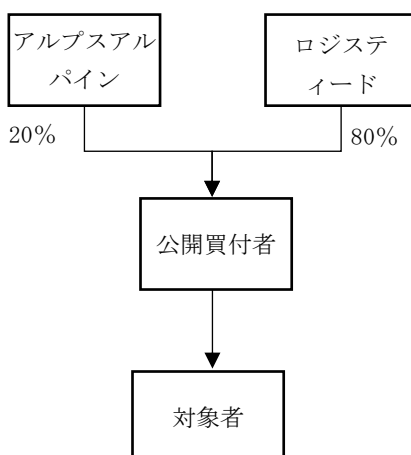 アルプスアル
パイン
ロジステ
ィード
20%
80%
公開買付者
対象者